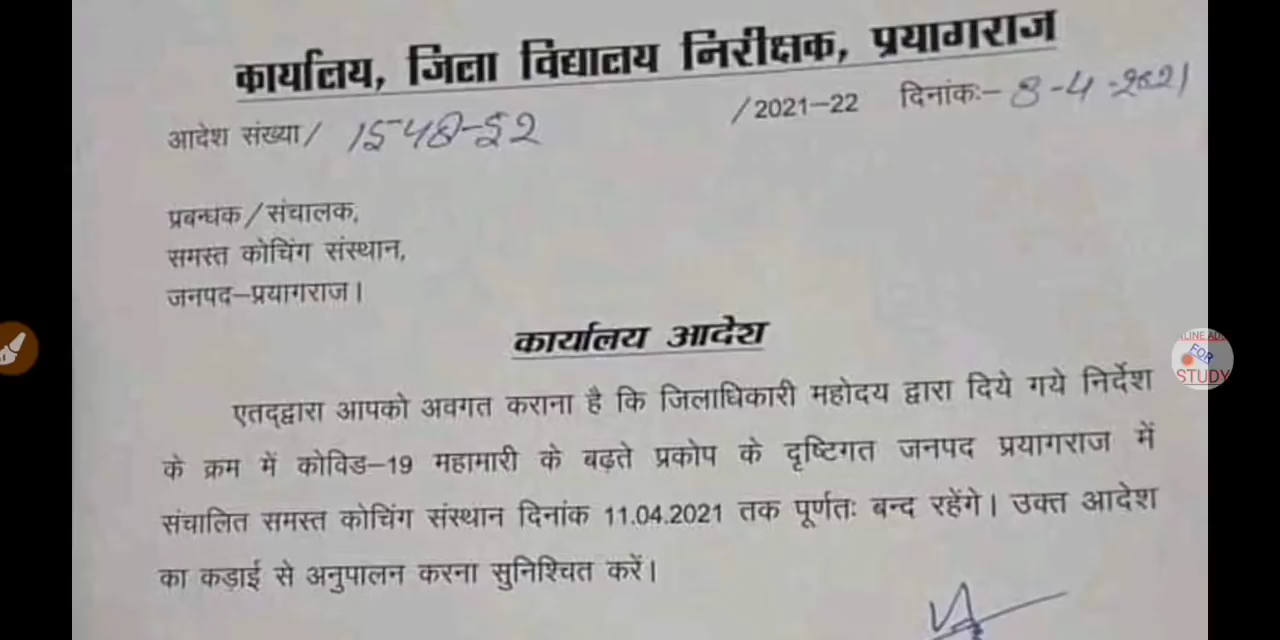 कार्यालय, जिला विद्यालय निरीक्षक, प्रयागराज
आदेश संख्या/ 1548-52 /2021-22 दिनांकः- 8-4-2021
प्रबन्धक/संचालक,
समस्त कोचिंग संस्थान,
जनपद-प्रयागराज।
कार्यालय आदेश
एतद्द्वारा आपको अवगत कराना है कि जिलाधिकारी महोदय द्वारा दिये गये निर्देश
के क्रम में कोविड-19 महामारी के बढ़ते प्रकोप के दृष्टिगत जनपद प्रयागराज में
संचालित समस्त कोचिंग संस्थान दिनांक 11.04.2021 तक पूर्णतः बन्द रहेंगे। उक्त आदेश
का कड़ाई से अनुपालन करना सुनिश्चित करें।
FOR
STUDY